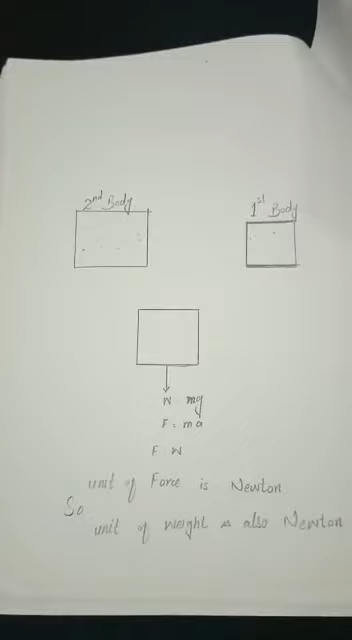 2nd Body
1st Body
W mg
F = ma
F W
unit of Force is Newton
So
unit of weight is also Newton